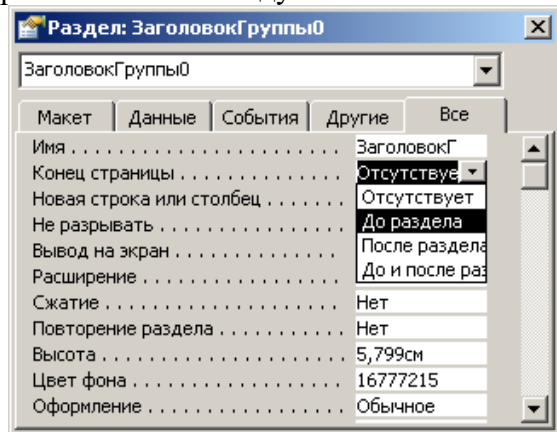 Раздел: ЗаголовокГруппы0
ЗаголовокГруппы0
Макет Данные События Другие Все
Имя ЗаголовокГ
Конец страницы Отсутствуе
Новая строка или столбец Отсутствует
Не разрывать До раздела
Вывод на экран После раздела
Расширение До и после раз
Сжатие Нет
Повторение раздела Нет
Высота 5,799см
Цвет фона 16777215
Оформление Обычное